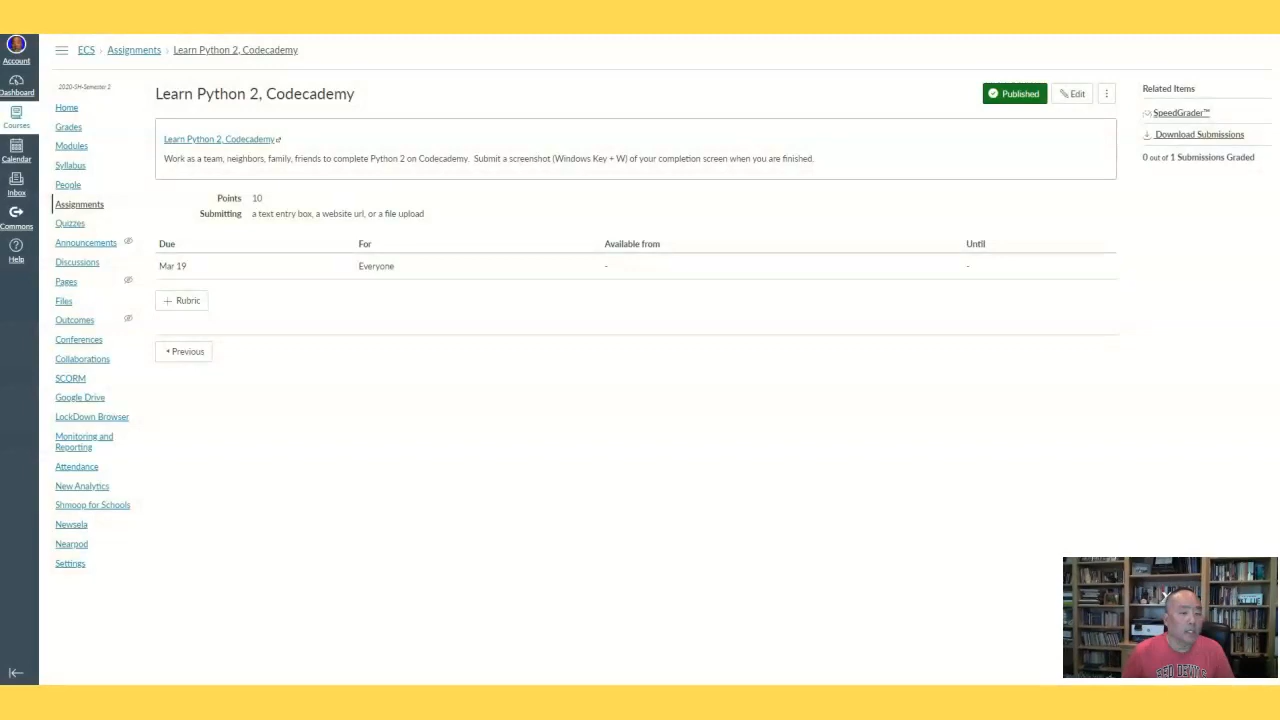 Account
Dashboard
Courses
Calendar
Inbox
Commons
Help
ECS › Assignments › Learn Python 2, Codecademy
2020-SH-Semester 2
Home
Grades
Modules
Syllabus
People
Assignments
Quizzes
Announcements
Discussions
Pages
Files
Outcomes
Conferences
Collaborations
SCORM
Google Drive
LockDown Browser
Monitoring and
Reporting
Attendance
New Analytics
Shmoop for Schools
Newsela
Nearpod
Settings
Learn Python 2, Codecademy
Published
Edit
Learn Python 2, Codecademy
Work as a team, neighbors, family, friends to complete Python 2 on Codecademy. Submit a screenshot (Windows Key + W) of your completion screen when you are finished.
Points 10
Submitting a text entry box, a website url, or a file upload
Due For Available from Until
Mar 19 Everyone - -
+ Rubric
Previous
Related Items
SpeedGrader™
Download Submissions
0 out of 1 Submissions Graded